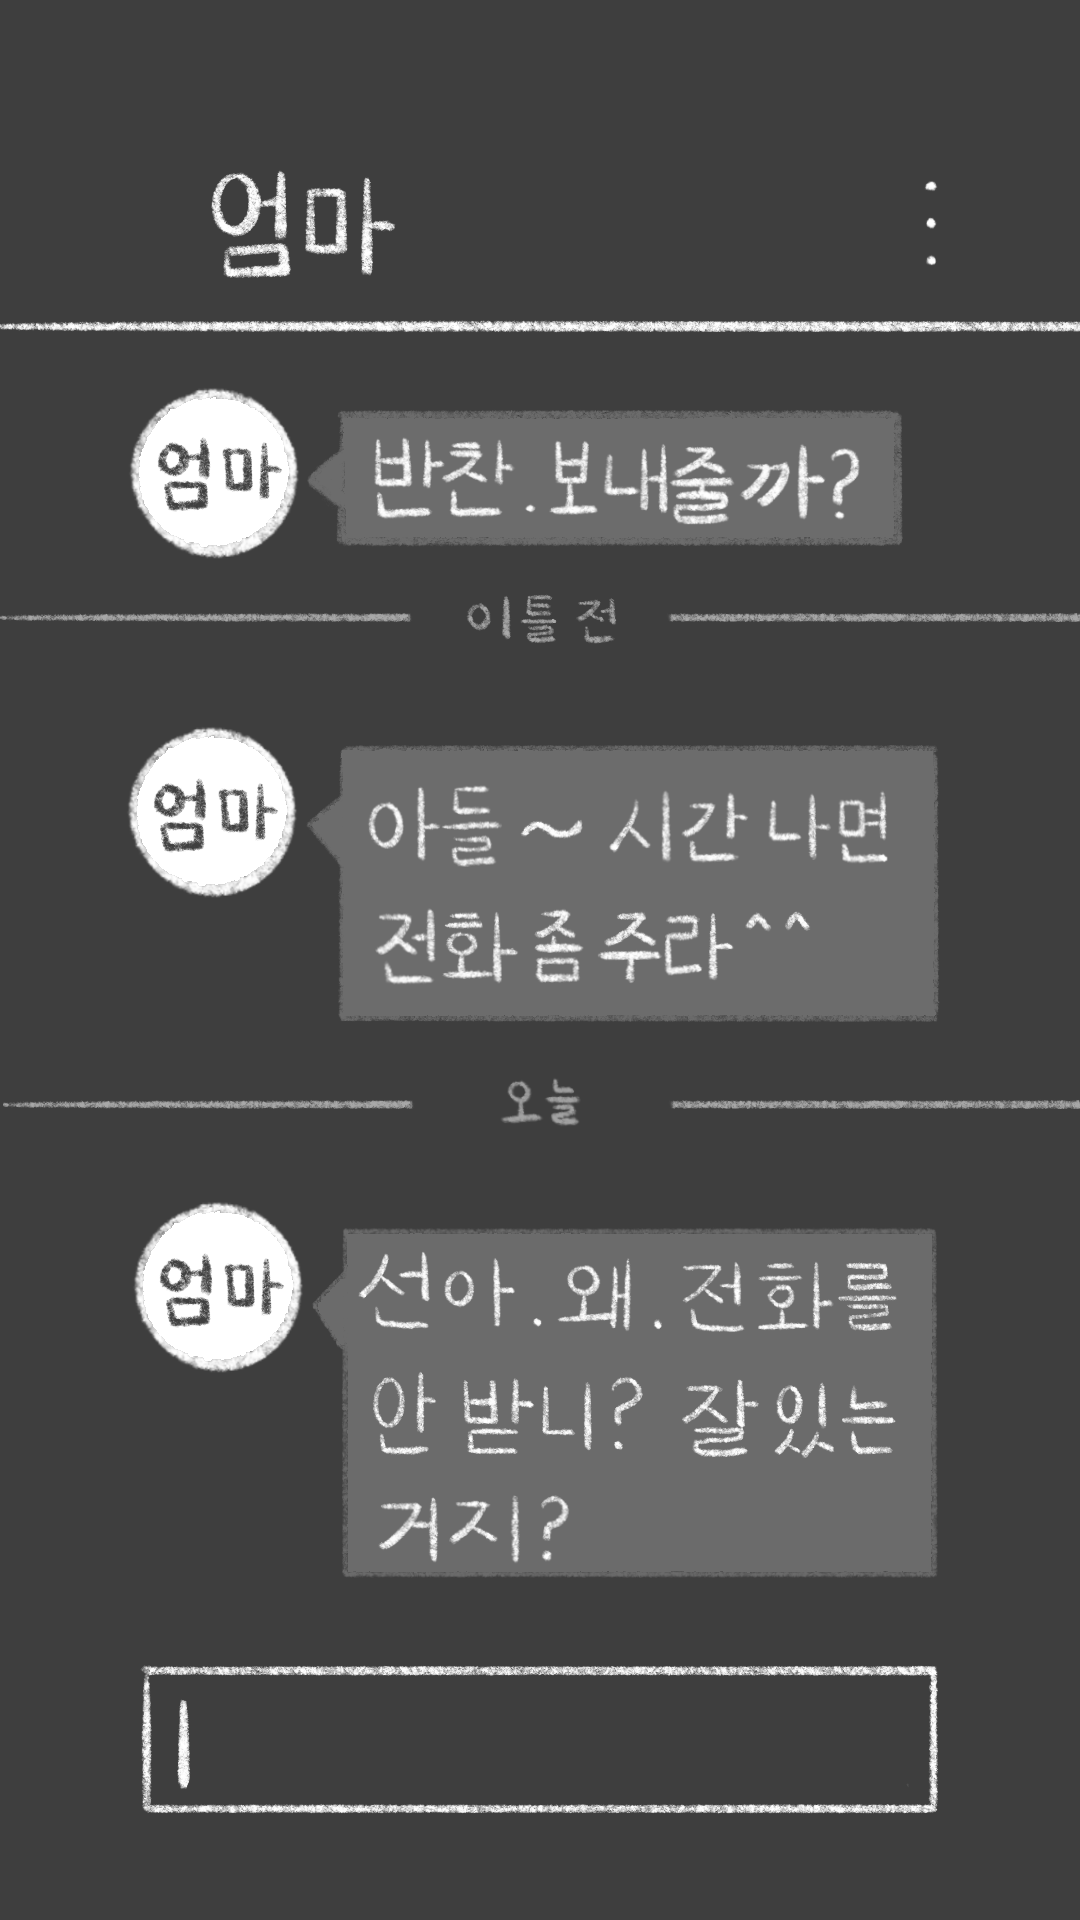 엄마
엄마
반찬.보내줄까?
이틀 전
엄마
아들~시간 나면
전화 좀 주라^^
오늘
엄마
선아.왜.전화를
안 받니? 잘 있는
거지?